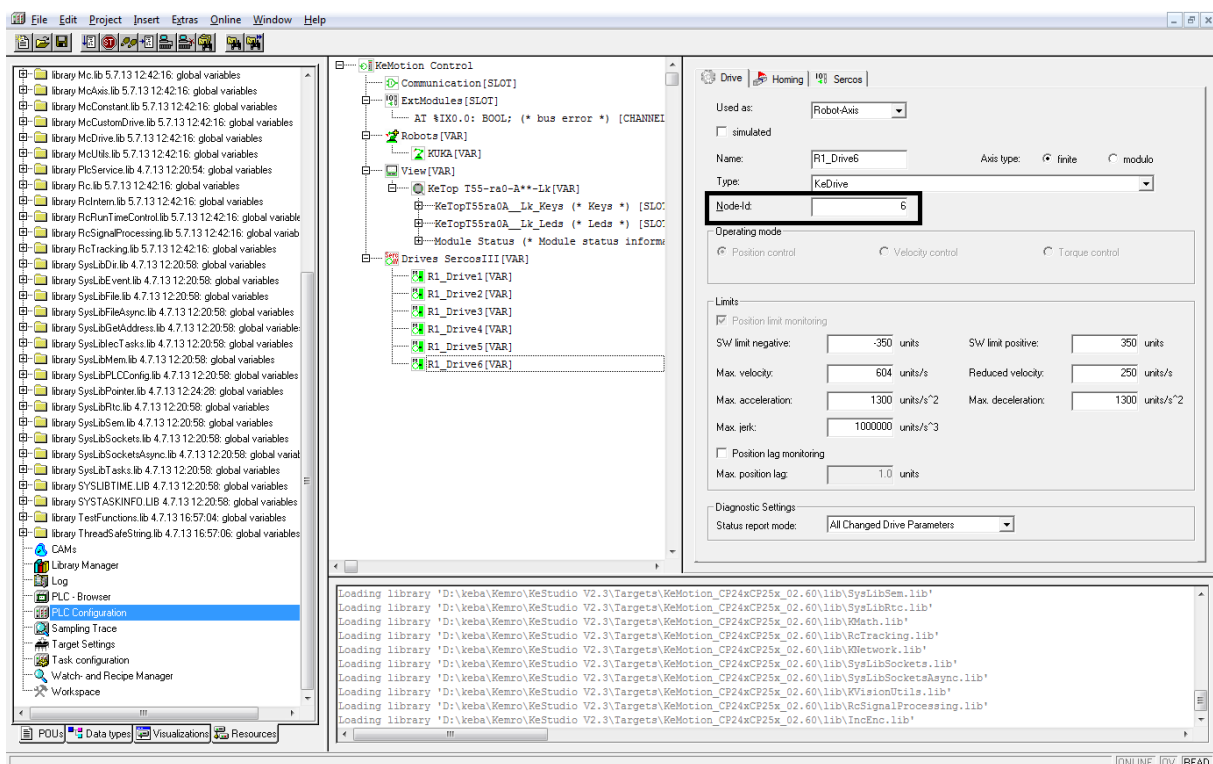 File Edit Project Insert Extras Online Window Help
library Mc.lib 5.7.13 12:42:16: global variables
library McAxis.lib 5.7.13 12:42:16: global variables
library McConstant.lib 5.7.13 12:42:16: global variables
library McCustomDrive.lib 5.7.13 12:42:16: global variables
library McDrive.lib 5.7.13 12:42:16: global variables
library McUtils.lib 5.7.13 12:42:16: global variables
library PlcService.lib 4.7.13 12:20:54: global variables
library Rc.lib 5.7.13 12:42:16: global variables
library RcIntern.lib 5.7.13 12:42:16: global variables
library RcRunTimeControl.lib 5.7.13 12:42:16: global variable
library RcSignalProcessing.lib 5.7.13 12:42:16: global variab
library RcTracking.lib 5.7.13 12:42:16: global variables
library SysLibDir.lib 4.7.13 12:20:58: global variables
library SysLibEvent.lib 4.7.13 12:20:58: global variables
library SysLibFile.lib 4.7.13 12:20:58: global variables
library SysLibFileAsync.lib 4.7.13 12:20:58: global variables
library SysLibGetAddress.lib 4.7.13 12:20:58: global variable:
library SysLibIecTasks.lib 4.7.13 12:20:58: global variables
library SysLibMem.lib 4.7.13 12:20:58: global variables
library SysLibPLCConfig.lib 4.7.13 12:20:58: global variables
library SysLibPointer.lib 4.7.13 12:24:28: global variables
library SysLibRtc.lib 4.7.13 12:20:58: global variables
library SysLibSem.lib 4.7.13 12:20:58: global variables
library SysLibSockets.lib 4.7.13 12:20:58: global variables
library SysLibSocketsAsync.lib 4.7.13 12:20:58: global variab
library SysLibTasks.lib 4.7.13 12:20:58: global variables
library SYSLIBTIME.LIB 4.7.13 12:20:58: global variables
library SYSTASKINFO.LIB 4.7.13 12:20:58: global variables
library TestFunctions.lib 4.7.13 16:57:04: global variables
library ThreadSafeString.lib 4.7.13 16:57:06: global variables
CAMs
Library Manager
Log
PLC - Browser
PLC Configuration
Sampling Trace
Target Settings
Task configuration
Watch- and Recipe Manager
Workspace
POUs Data types Visualizations Resources
KeMotion Control
Communication[SLOT]
ExtModules[SLOT]
AT %IX0.0: BOOL; (* bus error *) [CHANNEL
Robots[VAR]
KUKA[VAR]
View[VAR]
KeTop T55-ra0-A**-Lk[VAR]
KeTopT55ra0A__Lk_Keys (* Keys *) [SLO
KeTopT55ra0A__Lk_Leds (* Leds *) [SLO
Module Status (* Module status informa
Drives SercosIII[VAR]
R1_Drive1[VAR]
R1_Drive2[VAR]
R1_Drive3[VAR]
R1_Drive4[VAR]
R1_Drive5[VAR]
R1_Drive6[VAR]
Drive Homing Sercos
Used as: Robot-Axis
simulated
Name: R1_Drive6 Axis type: finite modulo
Type: KeDrive
Node-Id: 6
Operating mode
Position control Velocity control Torque control
Limits
Position limit monitoring
SW limit negative: -350 units SW limit positive: 350 units
Max. velocity: 604 units/s Reduced velocity: 250 units/s
Max. acceleration: 1300 units/s^2 Max. deceleration: 1300 units/s^2
Max. jerk: 1000000 units/s^3
Position lag monitoring
Max. position lag: 1.0 units
Diagnostic Settings
Status report mode: All Changed Drive Parameters
Loading library 'D:\keba\Kemro\KeStudio V2.3\Targets\KeMotion_CP24xCP25x_02.60\lib\SysLibSem.lib'
Loading library 'D:\keba\Kemro\KeStudio V2.3\Targets\KeMotion_CP24xCP25x_02.60\lib\SysLibRtc.lib'
Loading library 'D:\keba\Kemro\KeStudio V2.3\Targets\KeMotion_CP24xCP25x_02.60\lib\KMath.lib'
Loading library 'D:\keba\Kemro\KeStudio V2.3\Targets\KeMotion_CP24xCP25x_02.60\lib\RcTracking.lib'
Loading library 'D:\keba\Kemro\KeStudio V2.3\Targets\KeMotion_CP24xCP25x_02.60\lib\KNetwork.lib'
Loading library 'D:\keba\Kemro\KeStudio V2.3\Targets\KeMotion_CP24xCP25x_02.60\lib\SysLibSockets.lib'
Loading library 'D:\keba\Kemro\KeStudio V2.3\Targets\KeMotion_CP24xCP25x_02.60\lib\SysLibSocketsAsync.lib'
Loading library 'D:\keba\Kemro\KeStudio V2.3\Targets\KeMotion_CP24xCP25x_02.60\lib\KVisionUtils.lib'
Loading library 'D:\keba\Kemro\KeStudio V2.3\Targets\KeMotion_CP24xCP25x_02.60\lib\RcSignalProcessing.lib'
Loading library 'D:\keba\Kemro\KeStudio V2.3\Targets\KeMotion_CP24xCP25x_02.60\lib\IncEnc.lib'
ONLINE OV READ